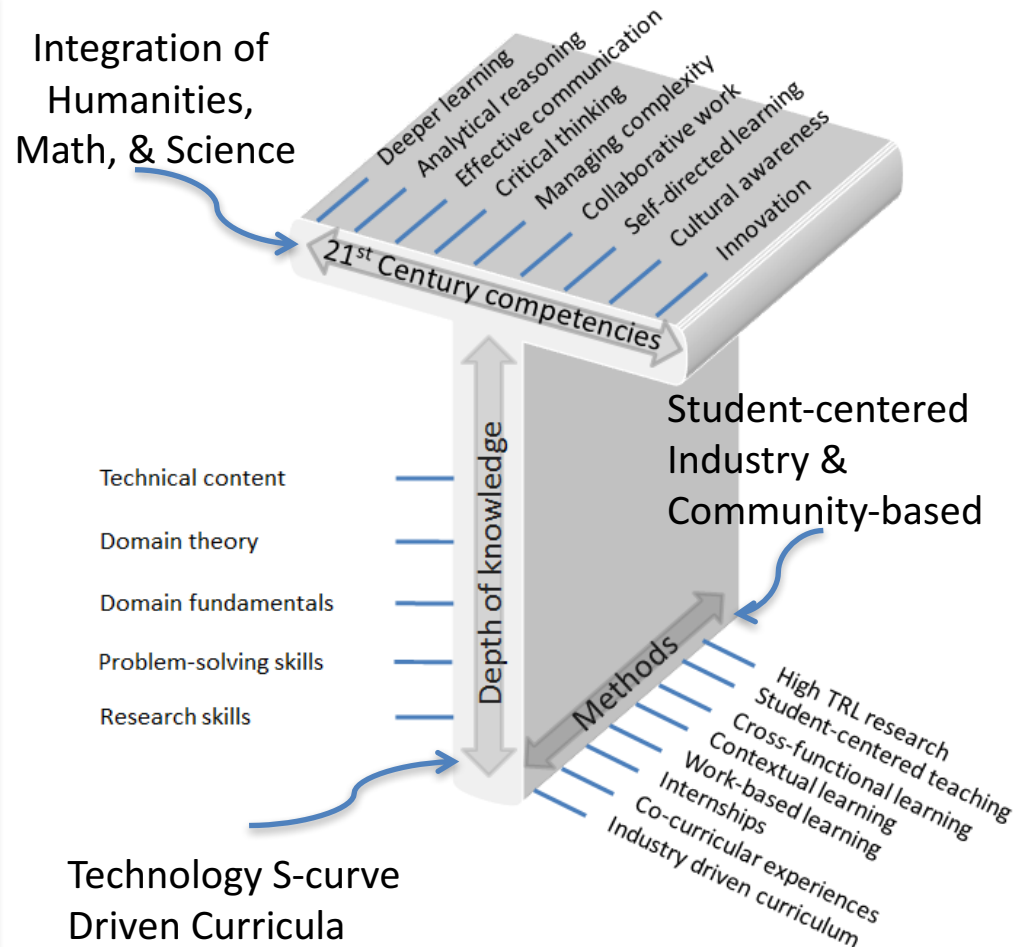 Integration of
Humanities,
Math, & Science
Deeper learning
Analytical reasoning
Effective communication
Critical thinking
Managing complexity
Collaborative work
Self-directed learning
Cultural awareness
Innovation
21st Century competencies
Student-centered
Industry &
Community-based
Technical content
Domain theory
Domain fundamentals
Problem-solving skills
Research skills
Depth of knowledge
Methods
High TRL research
Student-centered teaching
Cross-functional learning
Contextual learning
Work-based learning
Internships
Co-curricular experiences
Industry driven curriculum
Technology S-curve
Driven Curricula